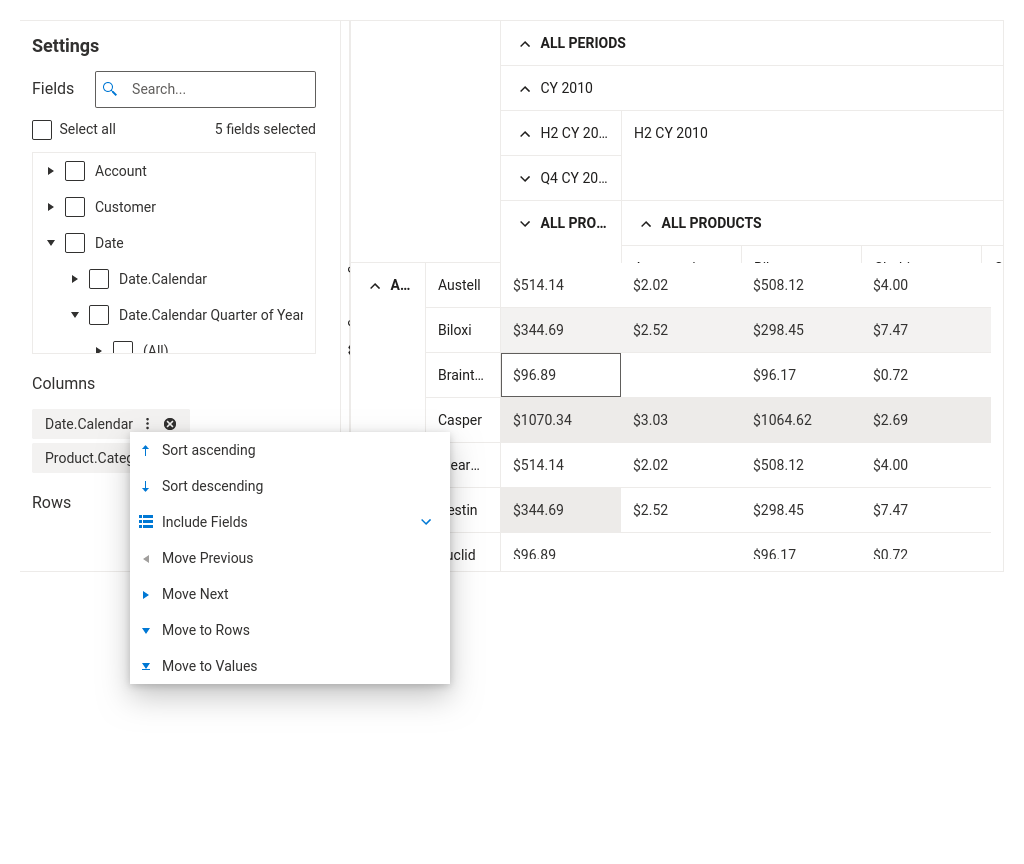 Settings
Fields
Search...
Select all
5 fields selected
Account
Customer
Date
Date.Calendar
Date.Calendar Quarter of Year
(All)
Columns
Date.Calendar
Product.Categ
Rows
Sort ascending
Sort descending
Include Fields
Move Previous
Move Next
Move to Rows
Move to Values
ALL PERIODS
CY 2010
H2 CY 20... H2 CY 2010
Q4 CY 20...
ALL PRO... ALL PRODUCTS
A... Austell $514.14 $2.02 $508.12 $4.00
Biloxi $344.69 $2.52 $298.45 $7.47
Braint... $96.89 $96.17 $0.72
Casper $1070.34 $3.03 $1064.62 $2.69
ear... $514.14 $2.02 $508.12 $4.00
estin $344.69 $2.52 $298.45 $7.47
uclid $96.89 $96.17 $0.72